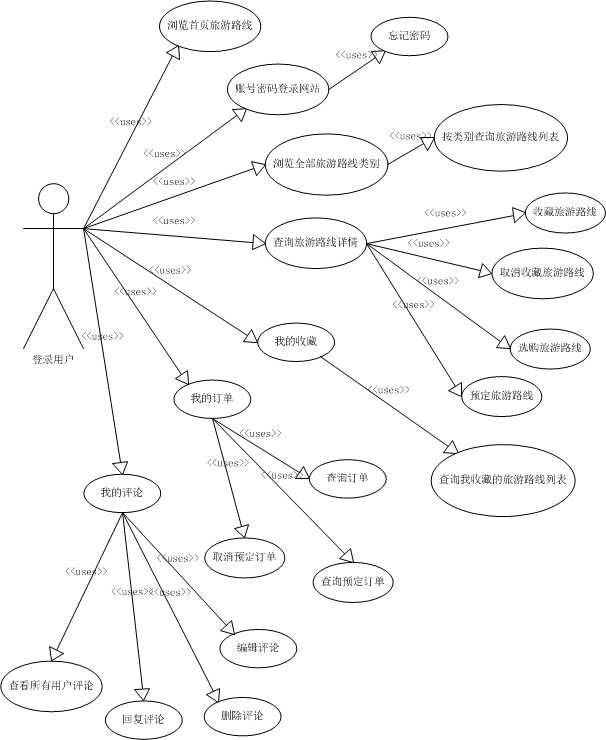 浏览首页旅游路线
忘记密码
<<uses>>
账号密码登录网站
<<uses>>
<<uses>>
按类别查询旅游路线列表
<<uses>>
浏览全部旅游路线类别
<<uses>>
收藏旅游路线
<<uses>>
<<uses>>
查询旅游路线详情
<<uses>>
取消收藏旅游路线
<<uses>>
<<uses>>
<<uses>>
<<uses>>
<<uses>>
我的收藏
选购旅游路线
登录用户
<<uses>>
我的订单
预定旅游路线
<<uses>>
<<uses>>
<<uses>>
<<uses>>
查询订单
查询我收藏的旅游路线列表
我的评论
取消预定订单
<<uses>>
<<uses>>
查询预定订单
<<uses>>
<<uses>>
编辑评论
查看所有用户评论
回复评论
删除评论